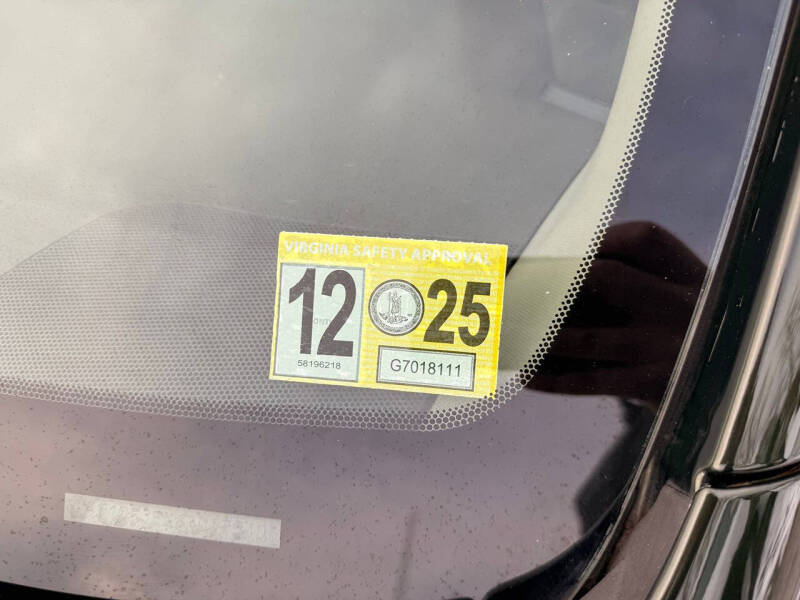 VIRGINIA SAFETY APPROVAL
12 25
58196218
G7018111